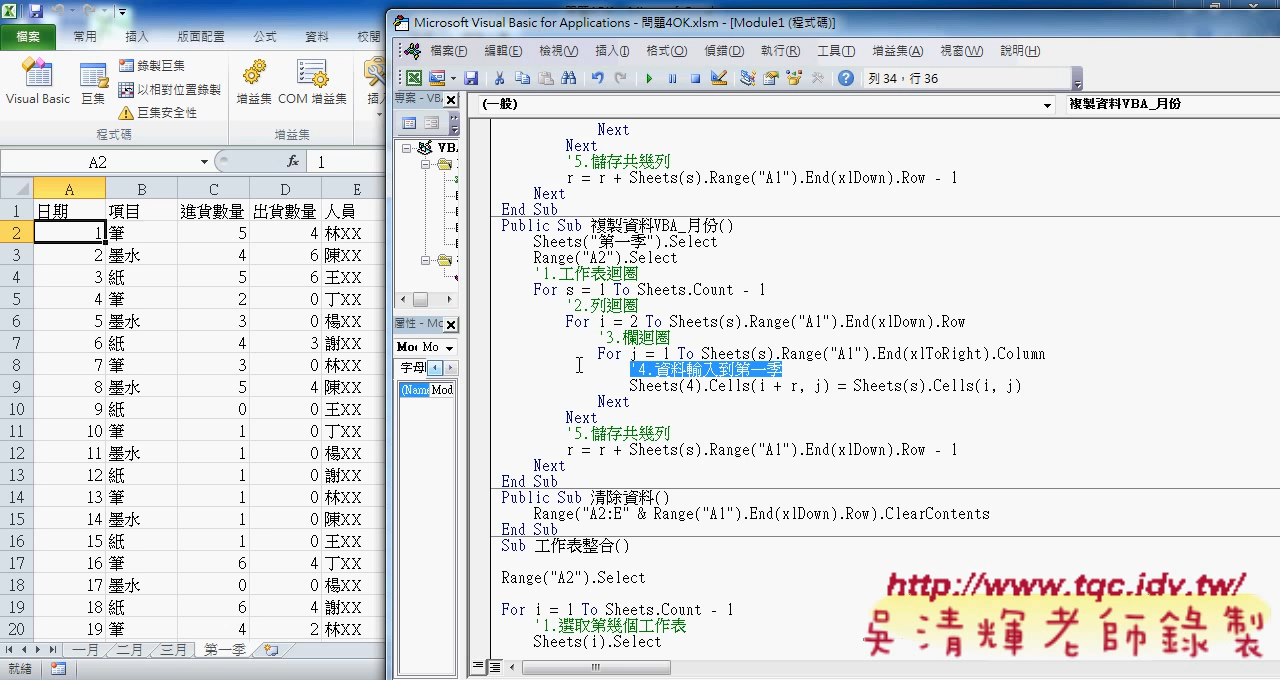 Microsoft Visual Basic for Applications - 問題4OK.xlsm - [Module1 (程式碼)]
檔案 常用 插入 版面配置 公式 資料 校閱
檔案(F) 編輯(E) 檢視(V) 插入(I) 格式(O) 偵錯(D) 執行(R) 工具(T) 增益集(A) 視窗(W) 說明(H)
列 34，行 36
Visual Basic 巨集
錄製巨集
以相對位置錄製
巨集安全性
增益集 COM 增益集
程式碼 增益集
A2 fx 1
A B C D E
1 日期 項目 進貨數量 出貨數量 人員
2 1 筆 5 4 林XX
3 2 墨水 4 6 陳XX
4 3 紙 5 6 王XX
5 4 筆 2 0 丁XX
6 5 墨水 3 0 楊XX
7 6 紙 4 3 謝XX
8 7 筆 3 0 林XX
9 8 墨水 5 4 陳XX
10 9 紙 0 0 王XX
11 10 筆 1 0 丁XX
12 11 墨水 1 0 楊XX
13 12 紙 1 0 謝XX
14 13 筆 1 0 林XX
15 14 墨水 1 0 陳XX
16 15 紙 1 0 王XX
17 16 筆 6 4 丁XX
18 17 墨水 0 0 楊XX
19 18 紙 6 4 謝XX
20 19 筆 4 1 林XX
一月 二月 三月 第一季
就緒
專案 - VB
VB
屬性 - Mo
Mo Mo
字母
(Name Mod
(一般) 複製資料VBA_月份
Next
Next
'5.儲存共幾列
r = r + Sheets(s).Range("A1").End(xlDown).Row - 1
Next
End Sub
Public Sub 複製資料VBA_月份()
Sheets("第一季").Select
Range("A2").Select
'1.工作表迴圈
For s = 1 To Sheets.Count - 1
'2.列迴圈
For i = 2 To Sheets(s).Range("A1").End(xlDown).Row
'3.欄迴圈
For j = 1 To Sheets(s).Range("A1").End(xlToRight).Column
'4.資料輸入到第一季
Sheets(4).Cells(i + r, j) = Sheets(s).Cells(i, j)
Next
Next
'5.儲存共幾列
r = r + Sheets(s).Range("A1").End(xlDown).Row - 1
Next
End Sub
Public Sub 清除資料()
Range("A2:E" & Range("A1").End(xlDown).Row).ClearContents
End Sub
Sub 工作表整合()
Range("A2").Select
For i = 1 To Sheets.Count - 1
'1.選取第幾個工作表
Sheets(i).Select
http://www.tqc.idv.tw/
吳清輝老師錄製